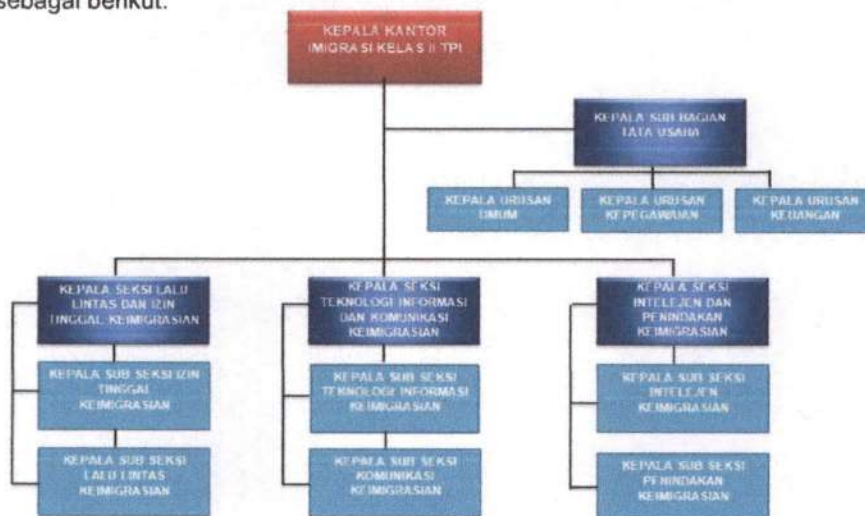 sebagai berikut:
KEPALA KANTOR
IMIGRASI KELAS II TPI
KEPALA SUB BAGIAN
TATA USAHA
KEPALA URUSAN
UMUM
KEPALA URUSAN
KEPEGAWAIAN
KEPALA URUSAN
KEUANGAN
KEPALA SEKSI LALU
LINTAS DAN IZIN
TINGGAL KEIMIGRASIAN
KEPALA SEKSI
TEKNOLOGI INFORMASI
DAN KOMUNIKASI
KEIMIGRASIAN
KEPALA SEKSI
INTELEJEN DAN
PENINDAKAN
KEIMIGRASIAN
KEPALA SUB SEKSI IZIN
TINGGAL
KEIMIGRASIAN
KEPALA SUB SEKSI
TEKNOLOGI INFORMASI
KEIMIGRASIAN
KEPALA SUB SEKSI
INTELEJEN
KEIMIGRASIAN
KEPALA SUB SEKSI
LALU LINTAS
KEIMIGRASIAN
KEPALA SUB SEKSI
KOMUNIKASI
KEIMIGRASIAN
KEPALA SUB SEKSI
PENINDAKAN
KEIMIGRASIAN